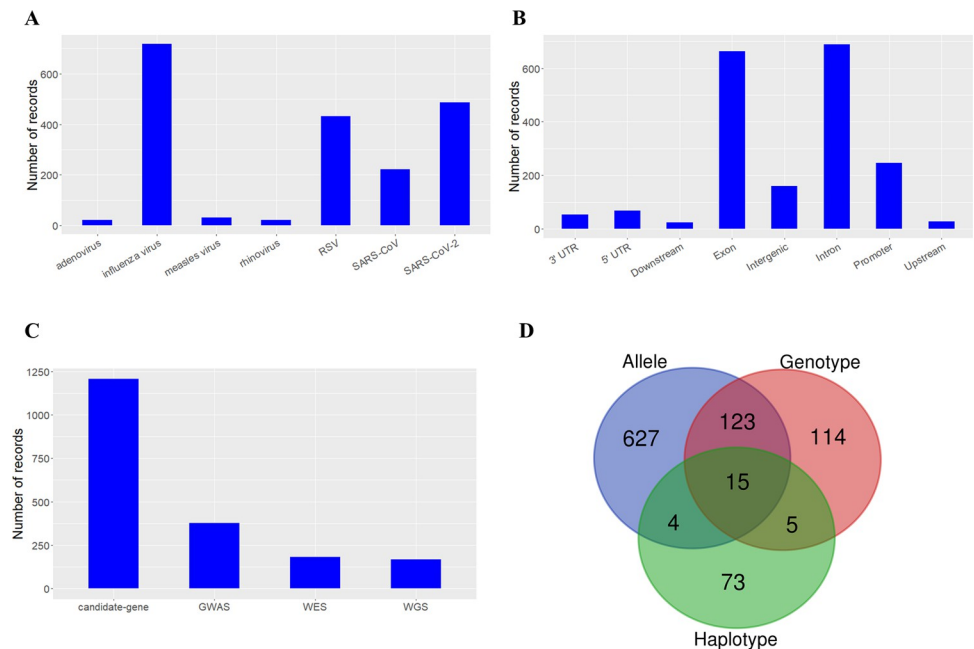 A
Number of records
600
400
200
0
adenovirus
influenza virus
measles virus
rhinovirus
RSV
SARS-CoV
SARS-CoV-2
B
Number of records
600
400
200
0
3' UTR
5' UTR
Downstream
Exon
Intergenic
Intron
Promoter
Upstream
C
Number of records
1250
1000
750
500
250
0
candidate-gene
GWAS
WES
WGS
D
Allele
Genotype
627
123
114
15
4
5
73
Haplotype